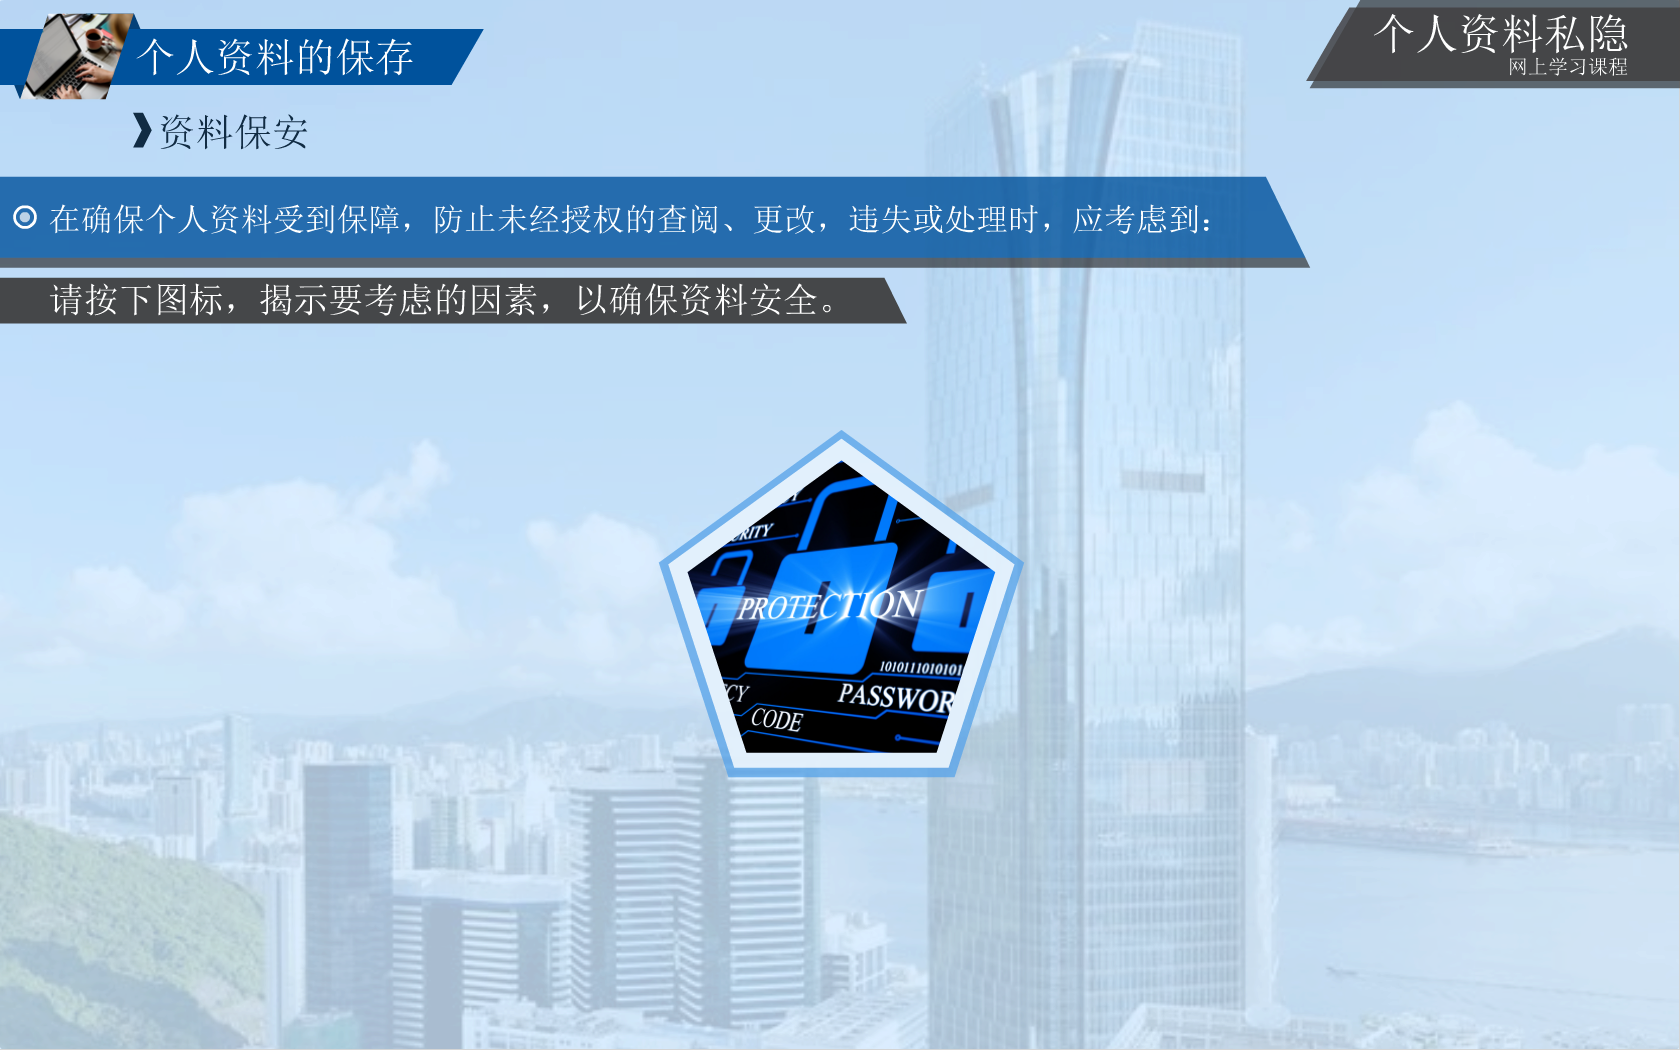 个人资料的保存
个人资料私隐
网上学习课程
资料保安
在确保个人资料受到保障，防止未经授权的查阅、更改，违失或处理时，应考虑到：
请按下图标，揭示要考虑的因素，以确保资料安全。
PROTECTION
101011101010
CODE